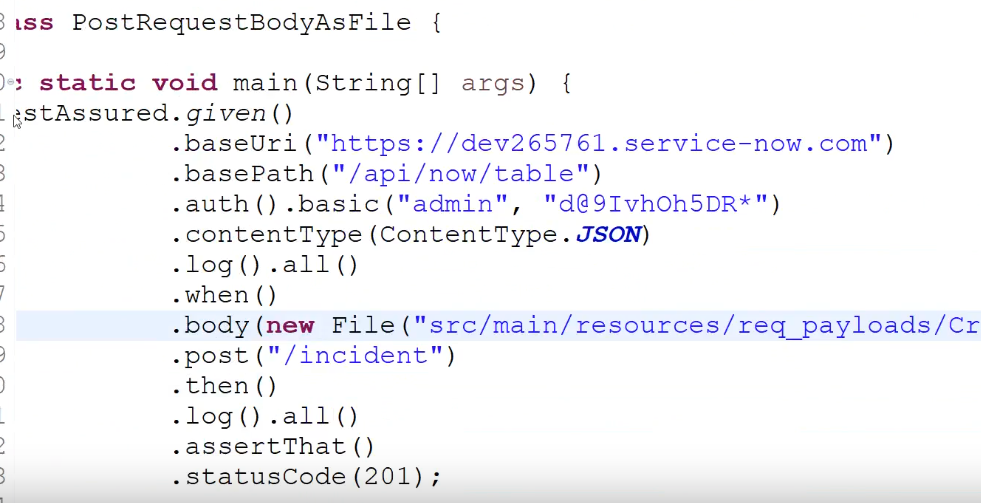 ass PostRequestBodyAsFile {
c static void main(String[] args) {
estAssured.given()
.baseUri("https://dev265761.service-now.com")
.basePath("/api/now/table")
.auth().basic("admin", "d@9IvhOh5DR*")
.contentType(ContentType.JSON)
.log().all()
.when()
.body(new File("src/main/resources/req_payloads/Cr
.post("/incident")
.then()
.log().all()
.assertThat()
.statusCode(201);